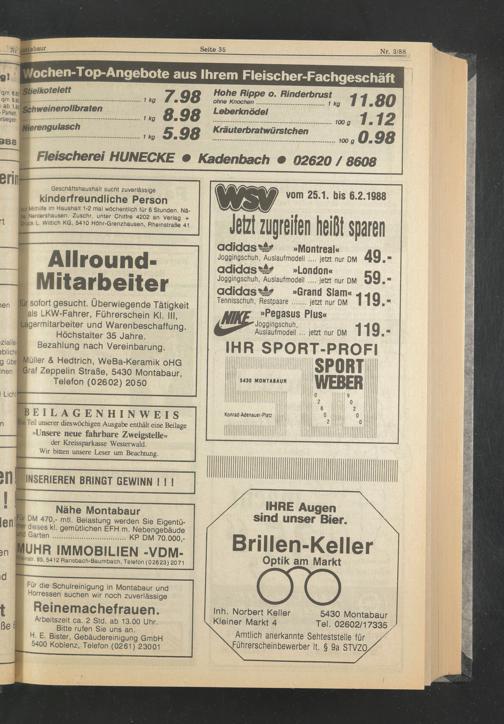 Seite 35
Nr. 3/88
Wochen-Top-Angebote aus Ihrem Fleischer-Fachgeschäft
Stielkotelett
1 kg 7.98
Schweinerollbraten
1 kg 8.98
Nierengulasch
1 kg 5.98
Hohe Rippe o. Rinderbrust
ohne Knochen 1 kg 11.80
Leberknödel
100 g 1.12
Kräuterbratwürstchen
100 g 0.98
Fleischerei HUNECKE ● Kadenbach ● 02620 / 8608
Geschäftshaushalt sucht zuverlässige
kinderfreundliche Person
Mithilfe im Haushalt 1-2 mal wöchentlich für 6 Stunden. Nä-
Nentershausen. Zuschr. unter Chiffre 4202 an Verlag +
L. Wittich KG, 5410 Höhr-Grenzhausen, Rheinstraße 41
Allround-
Mitarbeiter
sofort gesucht. Überwiegende Tätigkeit
als LKW-Fahrer, Führerschein Kl. III,
Lagermitarbeiter und Warenbeschaffung.
Höchstalter 35 Jahre.
Bezahlung nach Vereinbarung.
Müller & Hedtrich, WeBa-Keramik oHG
Graf Zeppelin Straße, 5430 Montabaur,
Telefon (02602) 2050
BEILAGENHINWEIS
Teil unserer dieswöchigen Ausgabe enthält eine Beilage
»Unsere neue fahrbare Zweigstelle«
der Kreissparkasse Westerwald.
Wir bitten unsere Leser um Beachtung.
INSERIEREN BRINGT GEWINN ! ! !
Nähe Montabaur
Für DM 470,- mtl. Belastung werden Sie Eigentü-
dieses kl. gemütlichen EFH m. Nebengebäude
und Garten KP DM 70.000,-
MUHR IMMOBILIEN -VDM-
85, 5412 Ransbach-Baumbach, Telefon (02623) 2071
Für die Schulreinigung in Montabaur und
Horressen suchen wir noch zuverlässige
Reinemachefrauen.
Arbeitszeit ca. 2 Std. ab 13.00 Uhr.
Bitte rufen Sie uns an.
H. E. Bister, Gebäudereinigung GmbH
5400 Koblenz, Telefon (0261) 23001
WSV vom 25.1. bis 6.2.1988
Jetzt zugreifen heißt sparen
adidas »Montreal«
Joggingschuh, Auslaufmodell .... jetzt nur DM 49.-
adidas »London«
Joggingschuh, Auslaufmodell .... jetzt nur DM 59.-
adidas »Grand Slam«
Tennisschuh, Restpaare ....... jetzt nur DM 119.-
NIKE »Pegasus Plus«
Joggingschuh,
Auslaufmodell .. jetzt nur DM 119.-
IHR SPORT-PROFI
SPORT
WEBER
5430 MONTABAUR
Konrad-Adenauer-Platz
IHRE Augen
sind unser Bier.
Brillen-Keller
Optik am Markt
Inh. Norbert Keller 5430 Montabaur
Kleiner Markt 4 Tel. 02602/17335
Amtlich anerkannte Sehteststelle für
Führerscheinbewerber lt. § 9a STVZO